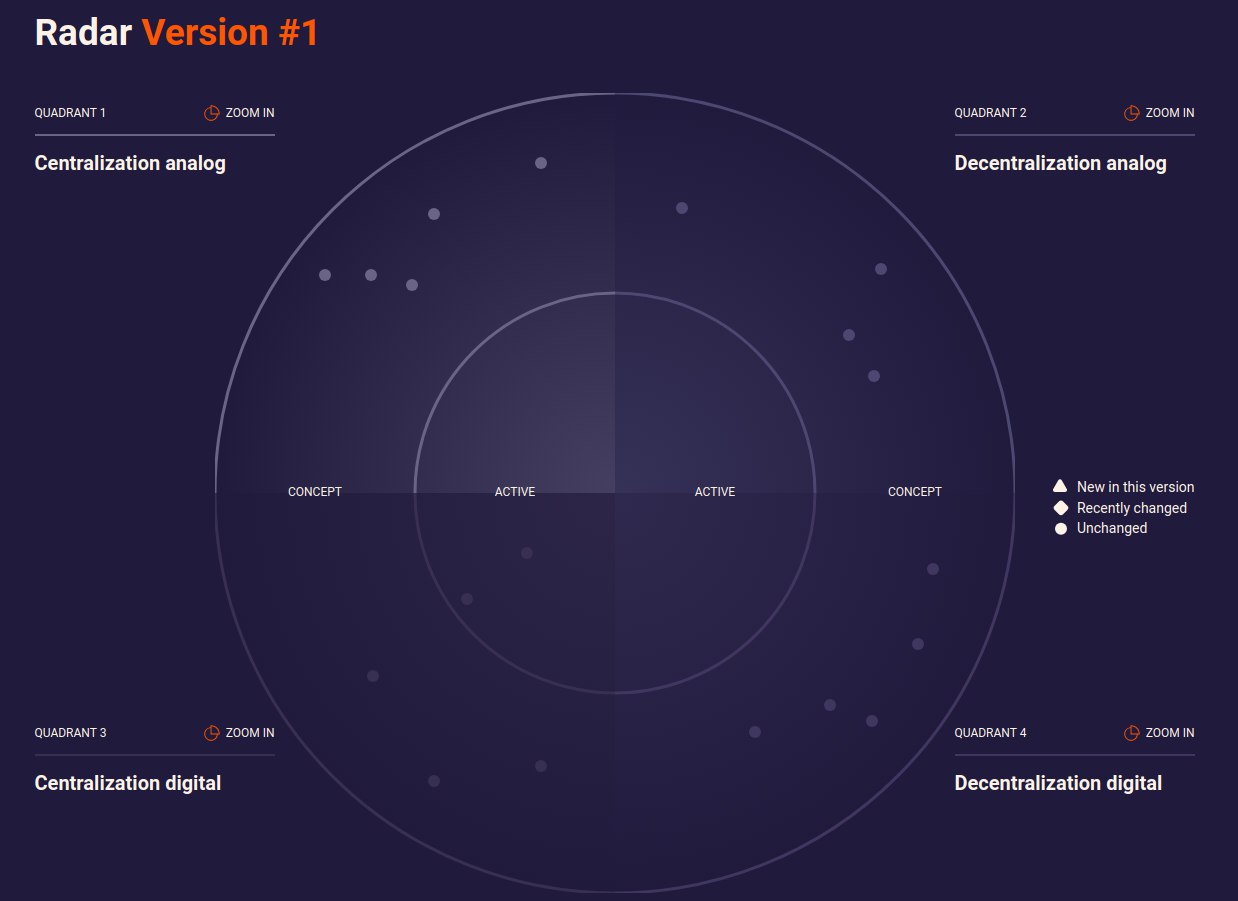 Radar Version #1
QUADRANT 1
ZOOM IN
Centralization analog
QUADRANT 2
ZOOM IN
Decentralization analog
CONCEPT
ACTIVE
ACTIVE
CONCEPT
New in this version
Recently changed
Unchanged
QUADRANT 3
ZOOM IN
Centralization digital
QUADRANT 4
ZOOM IN
Decentralization digital